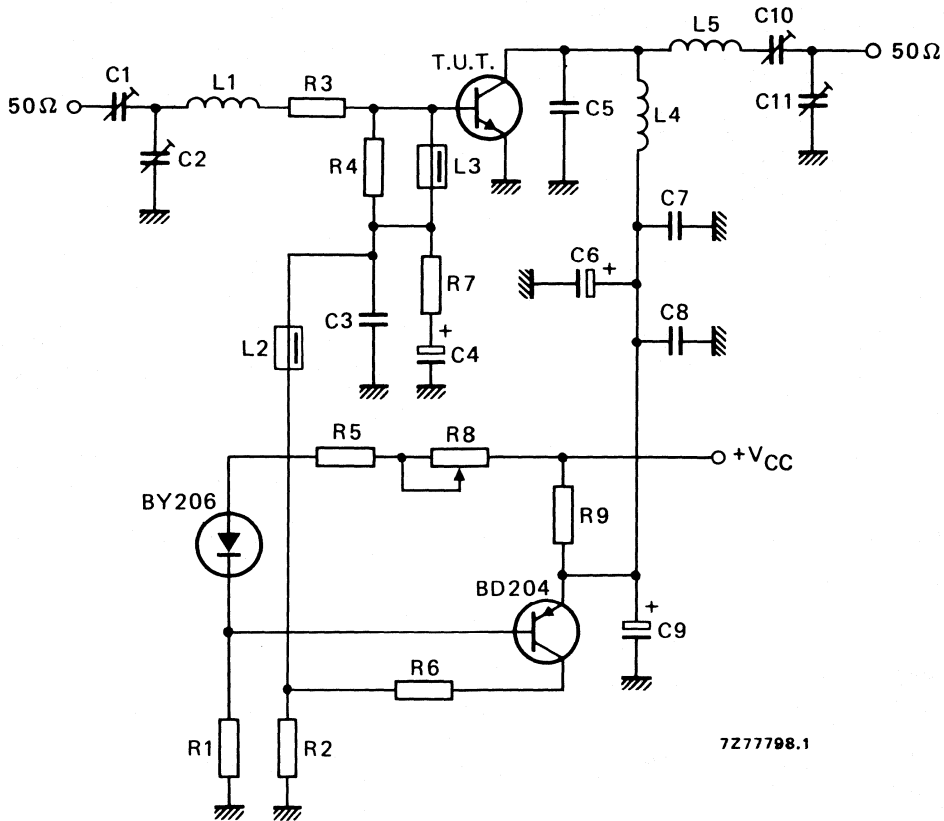 C10
L5
50Ω
T.U.T.
C1
L1
R3
50Ω
C5
L4
C11
C2
R4
L3
C7
C6 +
R7
C3
+
C4
L2
C8
R5
R8
+VCC
BY206
R9
BD204
+
C9
R6
R1
R2
7Z77798.1